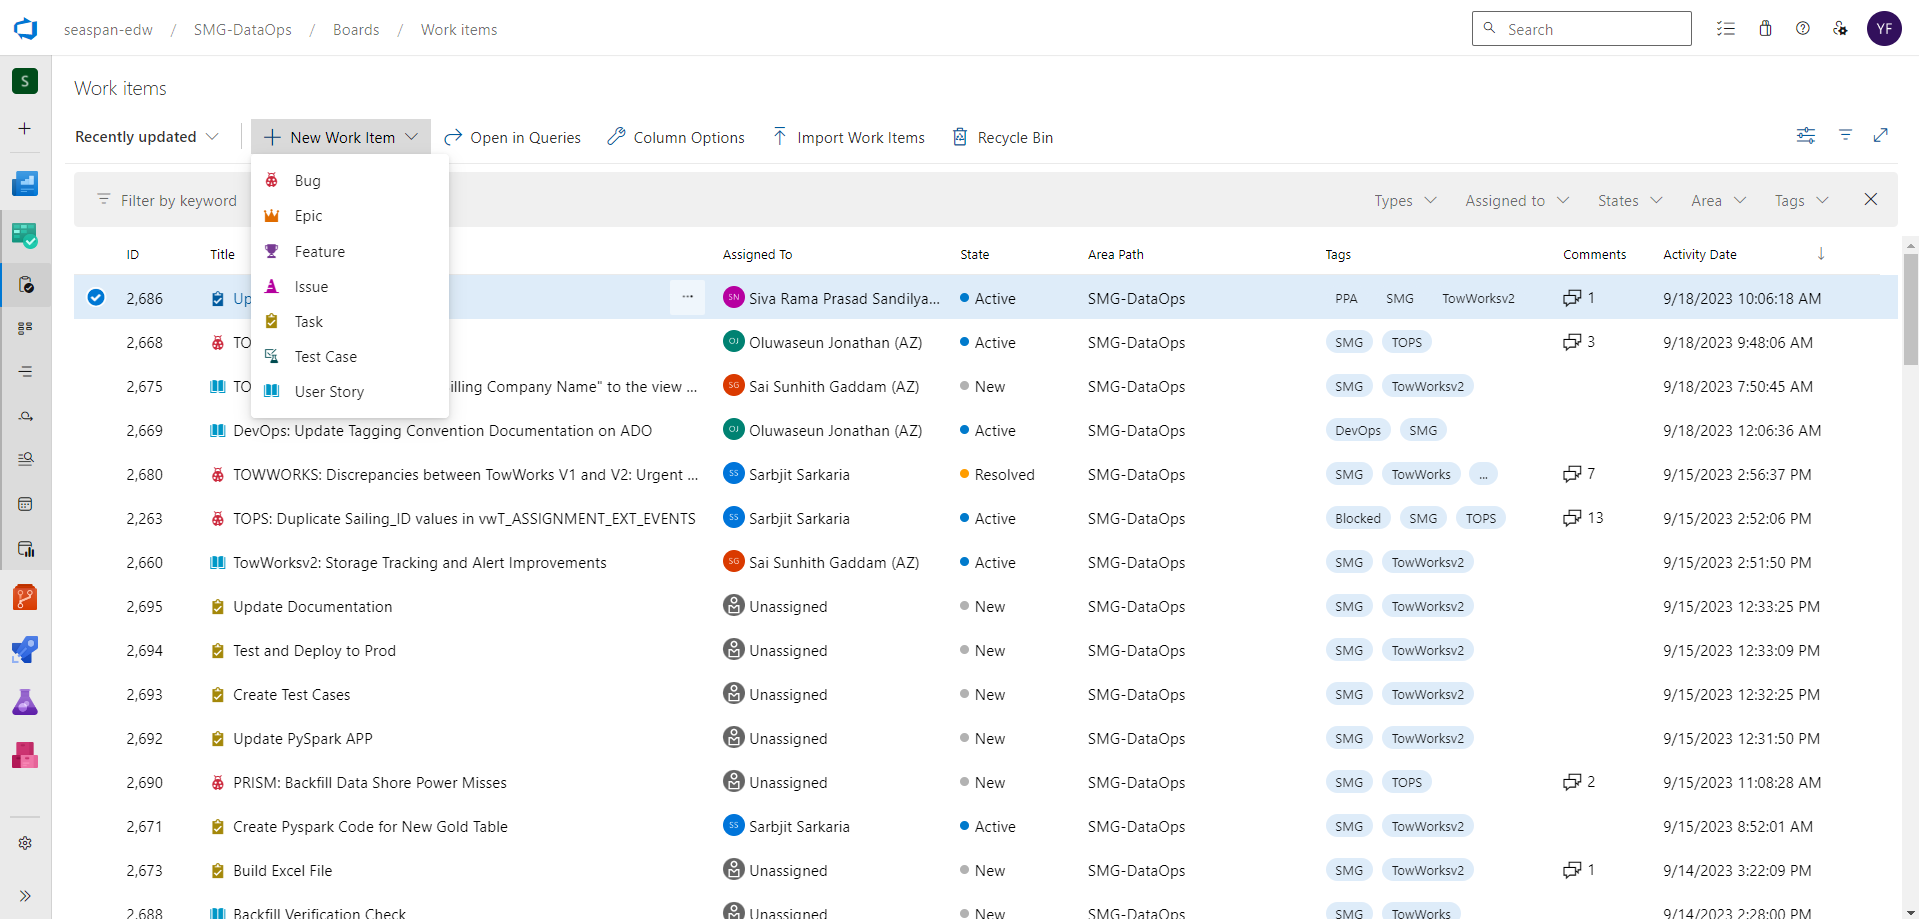 seaspan-edw / SMG-DataOps / Boards / Work items
Search
YF
S
Work items
Recently updated
New Work Item
Open in Queries
Column Options
Import Work Items
Recycle Bin
Filter by keyword
Types
Assigned to
States
Area
Tags
Bug
Epic
Feature
Issue
Task
Test Case
User Story
ID Title Assigned To State Area Path Tags Comments Activity Date
2,686 Up ... SN Siva Rama Prasad Sandilya... Active SMG-DataOps PPA SMG TowWorksv2 1 9/18/2023 10:06:18 AM
2,668 TO OJ Oluwaseun Jonathan (AZ) Active SMG-DataOps SMG TOPS 3 9/18/2023 9:48:06 AM
2,675 TO illing Company Name" to the view ... SG Sai Sunhith Gaddam (AZ) New SMG-DataOps SMG TowWorksv2 9/18/2023 7:50:45 AM
2,669 DevOps: Update Tagging Convention Documentation on ADO OJ Oluwaseun Jonathan (AZ) Active SMG-DataOps DevOps SMG 9/18/2023 12:06:36 AM
2,680 TOWWORKS: Discrepancies between TowWorks V1 and V2: Urgent ... SS Sarbjit Sarkaria Resolved SMG-DataOps SMG TowWorks ... 7 9/15/2023 2:56:37 PM
2,263 TOPS: Duplicate Sailing_ID values in vwT_ASSIGNMENT_EXT_EVENTS SS Sarbjit Sarkaria Active SMG-DataOps Blocked SMG TOPS 13 9/15/2023 2:52:06 PM
2,660 TowWorksv2: Storage Tracking and Alert Improvements SG Sai Sunhith Gaddam (AZ) Active SMG-DataOps SMG TowWorksv2 9/15/2023 2:51:50 PM
2,695 Update Documentation Unassigned New SMG-DataOps SMG TowWorksv2 9/15/2023 12:33:25 PM
2,694 Test and Deploy to Prod Unassigned New SMG-DataOps SMG TowWorksv2 9/15/2023 12:33:09 PM
2,693 Create Test Cases Unassigned New SMG-DataOps SMG TowWorksv2 9/15/2023 12:32:25 PM
2,692 Update PySpark APP Unassigned New SMG-DataOps SMG TowWorksv2 9/15/2023 12:31:50 PM
2,690 PRISM: Backfill Data Shore Power Misses Unassigned New SMG-DataOps SMG TOPS 2 9/15/2023 11:08:28 AM
2,671 Create Pyspark Code for New Gold Table SS Sarbjit Sarkaria Active SMG-DataOps SMG TowWorksv2 9/15/2023 8:52:01 AM
2,673 Build Excel File Unassigned New SMG-DataOps SMG TowWorksv2 1 9/14/2023 3:22:09 PM
2,688 Backfill Verification Check Unassigned New SMG-DataOps SMG TowWorks 9/14/2023 2:28:00 PM